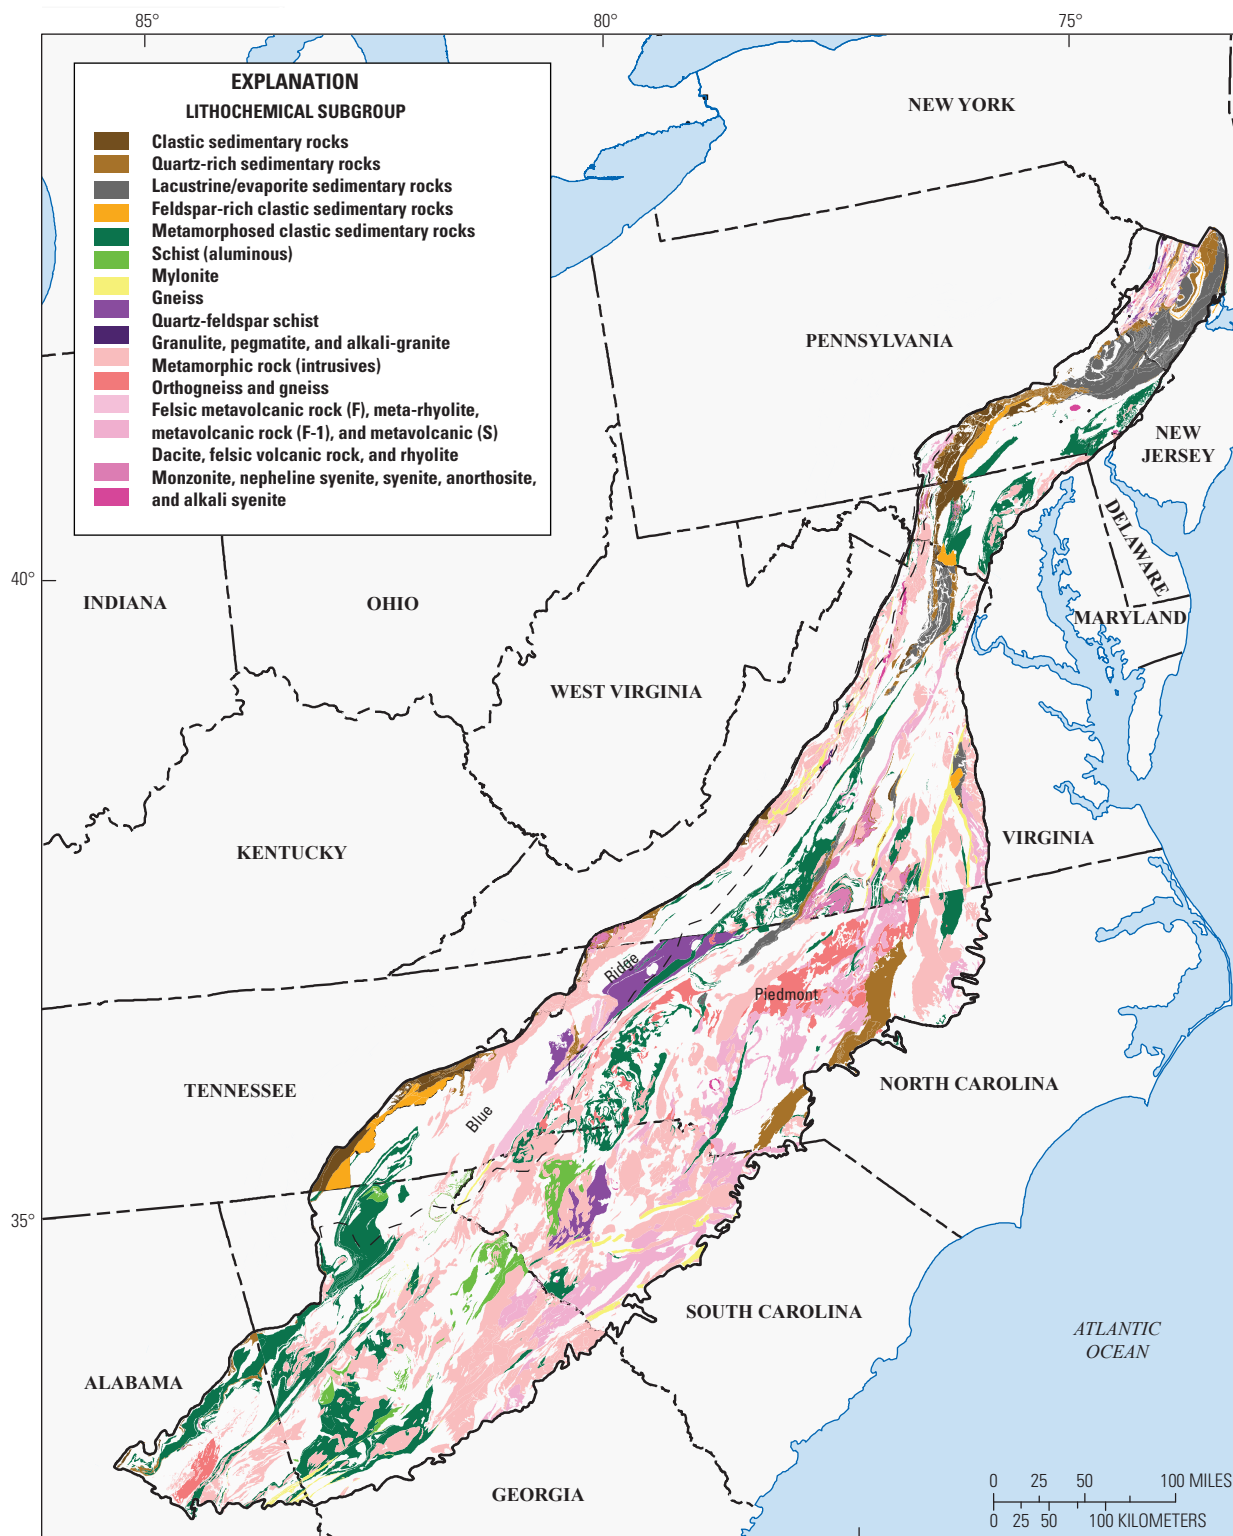 85°
80°
75°
EXPLANATION
LITHOCHEMICAL SUBGROUP
Clastic sedimentary rocks
Quartz-rich sedimentary rocks
Lacustrine/evaporite sedimentary rocks
Feldspar-rich clastic sedimentary rocks
Metamorphosed clastic sedimentary rocks
Schist (aluminous)
Mylonite
Gneiss
Quartz-feldspar schist
Granulite, pegmatite, and alkali-granite
Metamorphic rock (intrusives)
Orthogneiss and gneiss
Felsic metavolcanic rock (F), meta-rhyolite,
metavolcanic rock (F-1), and metavolcanic (S)
Dacite, felsic volcanic rock, and rhyolite
Monzonite, nepheline syenite, syenite, anorthosite,
and alkali syenite
NEW YORK
PENNSYLVANIA
NEW
JERSEY
DELAWARE
40°
INDIANA
OHIO
MARYLAND
WEST VIRGINIA
VIRGINIA
KENTUCKY
Ridge
Piedmont
TENNESSEE
Blue
NORTH CAROLINA
35°
SOUTH CAROLINA
ATLANTIC
OCEAN
ALABAMA
GEORGIA
0 25 50 100 MILES
0 25 50 100 KILOMETERS